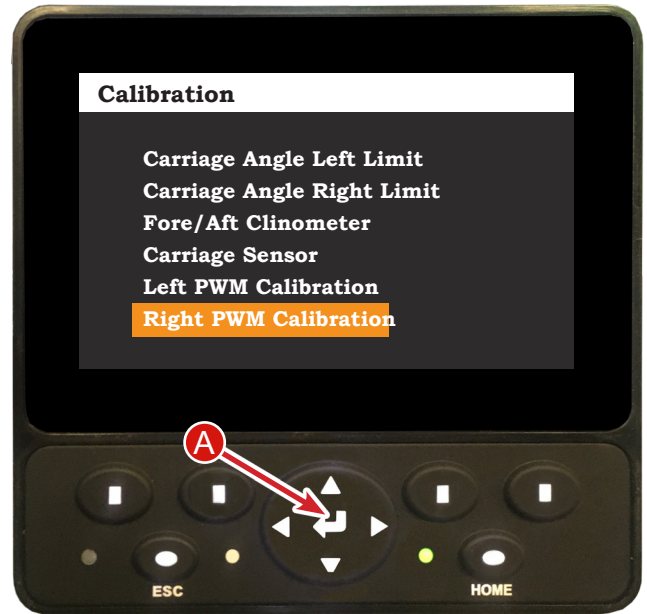 Calibration
Carriage Angle Left Limit
Carriage Angle Right Limit
Fore/Aft Clinometer
Carriage Sensor
Left PWM Calibration
Right PWM Calibration
A
ESC
HOME